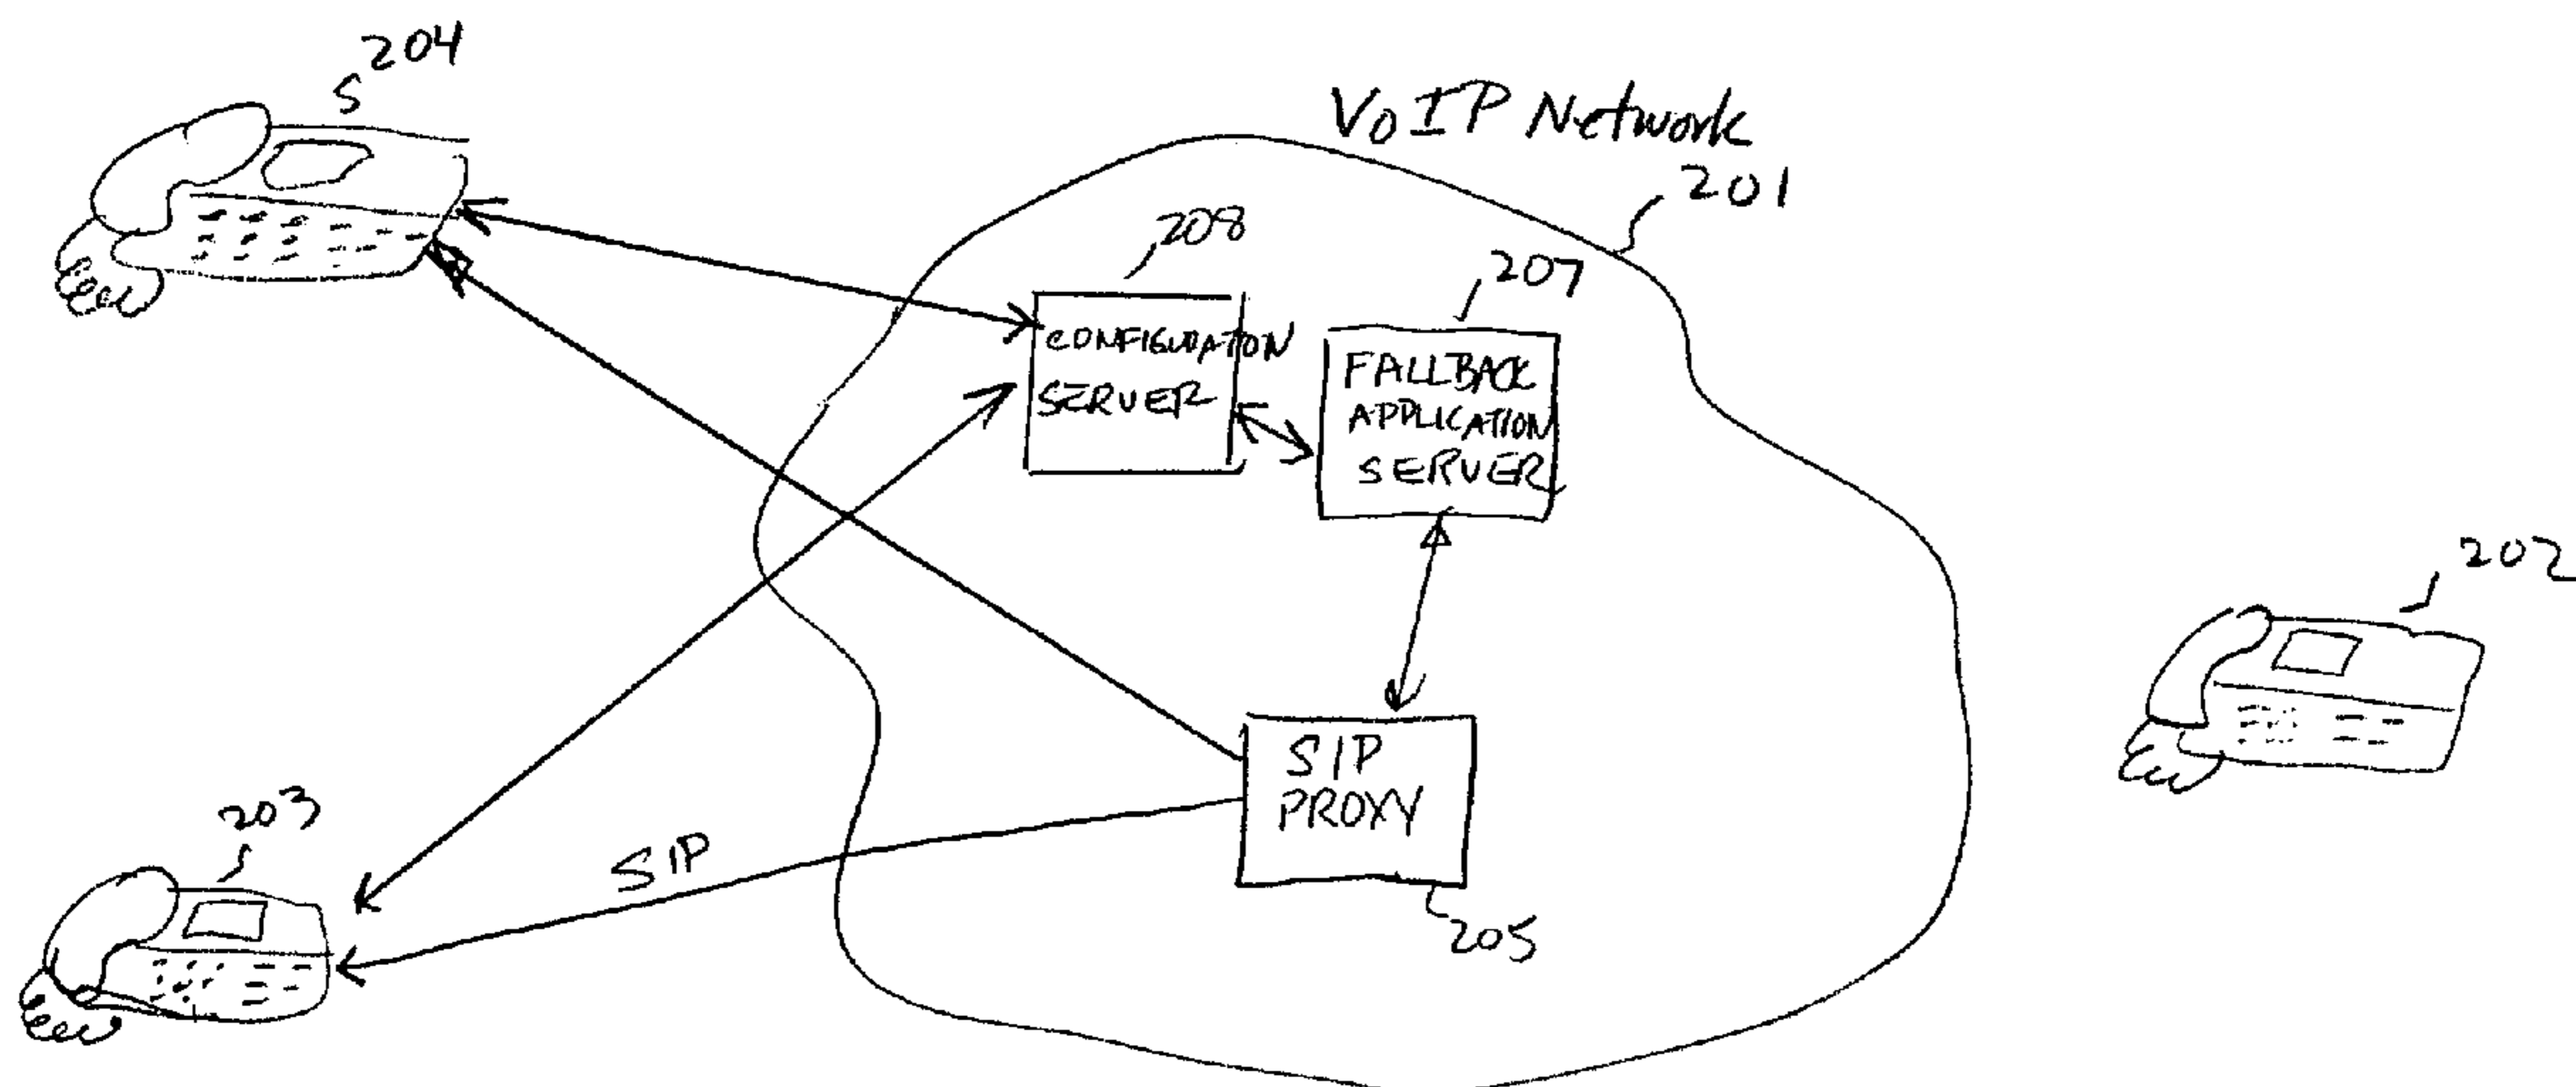 204
VoIP Network
201
208
207
CONFIGURATION
SERVER
FALLBACK
APPLICATION
SERVER
202
SIP
PROXY
203
SIP
205